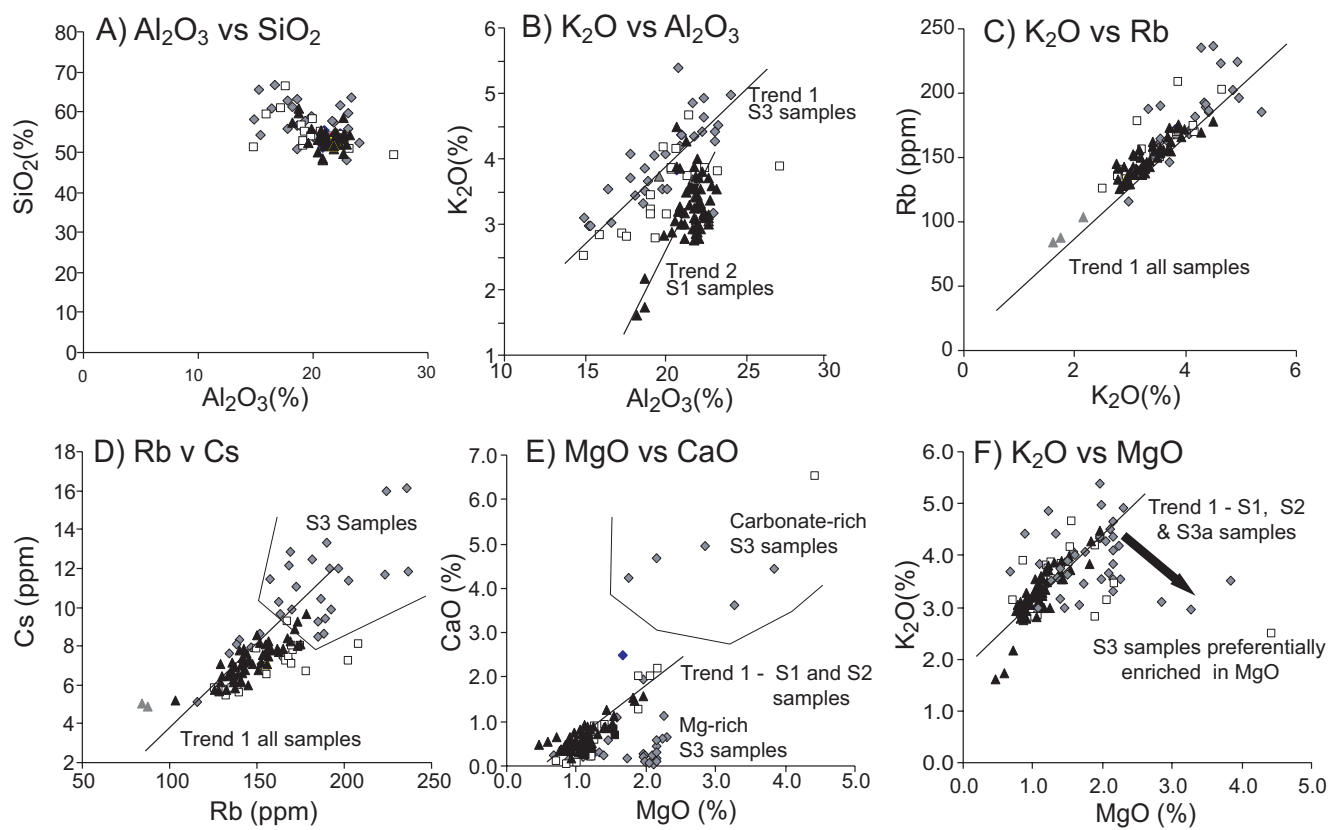 A) Al₂O₃ vs SiO₂
80
70
60
50
40
30
20
10
0
SiO₂(%)
0
10
20
30
Al₂O₃(%)
B) K₂O vs Al₂O₃
6
5
4
3
2
1
K₂O(%)
Trend 1
S3 samples
Trend 2
S1 samples
10
15
20
25
30
Al₂O₃(%)
C) K₂O vs Rb
250
200
150
100
50
0
Rb (ppm)
Trend 1 all samples
0
2
4
6
K₂O(%)
D) Rb v Cs
18
16
14
12
10
8
6
4
2
Cs (ppm)
S3 Samples
Trend 1 all samples
50
100
150
200
250
Rb (ppm)
E) MgO vs CaO
7.0
6.0
5.0
4.0
3.0
2.0
1.0
0.0
CaO (%)
Carbonate-rich
S3 samples
Trend 1 - S1 and S2
samples
Mg-rich
S3 samples
0.0
1.0
2.0
3.0
4.0
5.0
MgO (%)
F) K₂O vs MgO
6.0
5.0
4.0
3.0
2.0
1.0
0.0
K₂O(%)
Trend 1 - S1, S2
& S3a samples
S3 samples preferentially
enriched in MgO
0.0
1.0
2.0
3.0
4.0
5.0
MgO (%)